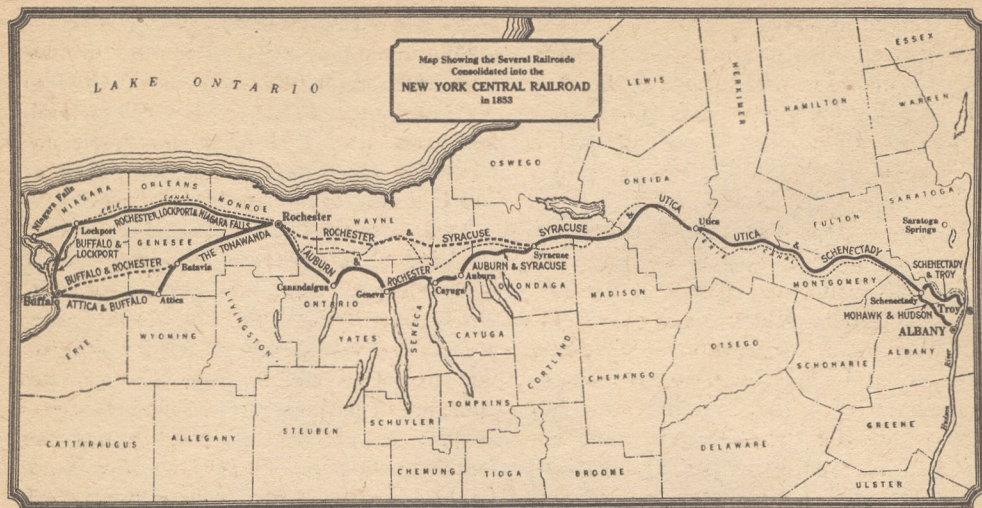 Map Showing the Several Railroads
Consolidated into the
NEW YORK CENTRAL RAILROAD
in 1853
LAKE ONTARIO
ESSEX
LEWIS
HERKIMER
HAMILTON
WARREN
OSWEGO
ONEIDA
Niagara Falls
NIAGARA
ORLEANS
MONROE
ERIE CANAL
ROCHESTER, LOCKPORT & NIAGARA FALLS
Rochester
WAYNE
UTICA
FULTON
SARATOGA
Saratoga
Springs
Lockport
BUFFALO &
LOCKPORT
GENESEE
THE TONAWANDA
ROCHESTER & SYRACUSE
SYRACUSE & UTICA
Utica
UTICA & SCHENECTADY
SCHENECTADY
& TROY
BUFFALO & ROCHESTER
Batavia
AUBURN & ROCHESTER
Syracuse
AUBURN & SYRACUSE
Auburn
Cayuga
Canandaigua
Geneva
ONTARIO
ONONDAGA
MADISON
MONTGOMERY
Schenectady
Troy
MOHAWK & HUDSON
ALBANY
Buffalo
ATTICA & BUFFALO
Attica
ERIE
WYOMING
LIVINGSTON
YATES
SENECA
CAYUGA
CORTLAND
CHENANGO
OTSEGO
SCHOHARIE
ALBANY
TOMPKINS
CATTARAUGUS
ALLEGANY
STEUBEN
SCHUYLER
CHEMUNG
TIOGA
BROOME
DELAWARE
GREENE
ULSTER
Hudson River